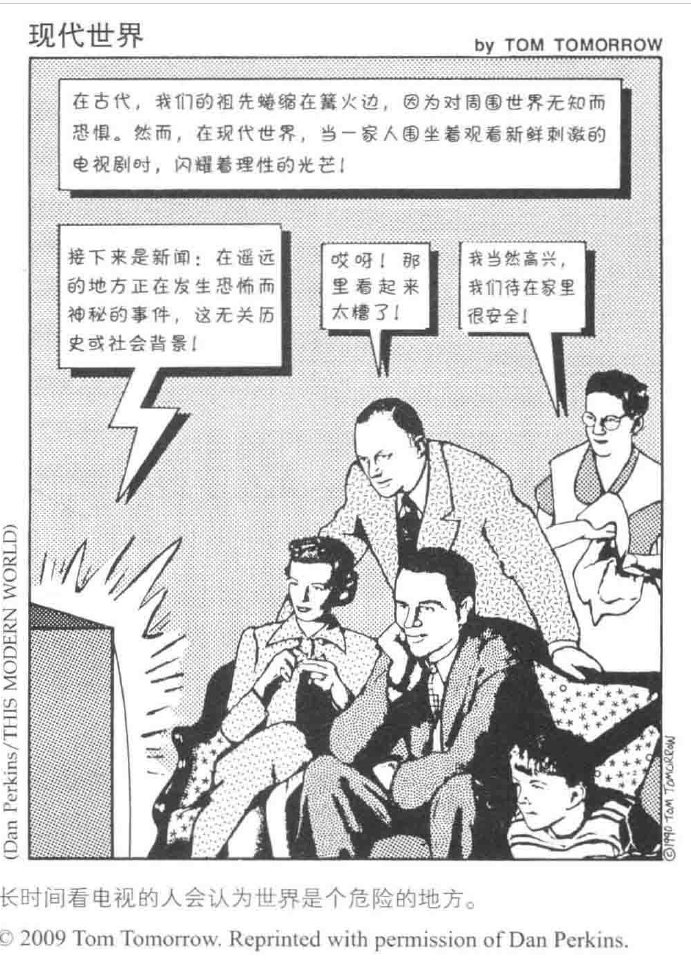 现代世界
by TOM TOMORROW
在古代，我们的祖先蜷缩在篝火边，因为对周围世界无知而
恐惧。然而，在现代世界，当一家人围坐着观看新鲜刺激的
电视剧时，闪耀着理性的光芒！
接下来是新闻：在遥远
的地方正在发生恐怖而
神秘的事件，这无关历
史或社会背景！
哎呀！那
里看起来
太糟了！
我当然高兴，
我们待在家里
很安全！
(Dan Perkins/THIS MODERN WORLD)
©1990 TOM TOMORROW
长时间看电视的人会认为世界是个危险的地方。
© 2009 Tom Tomorrow. Reprinted with permission of Dan Perkins.